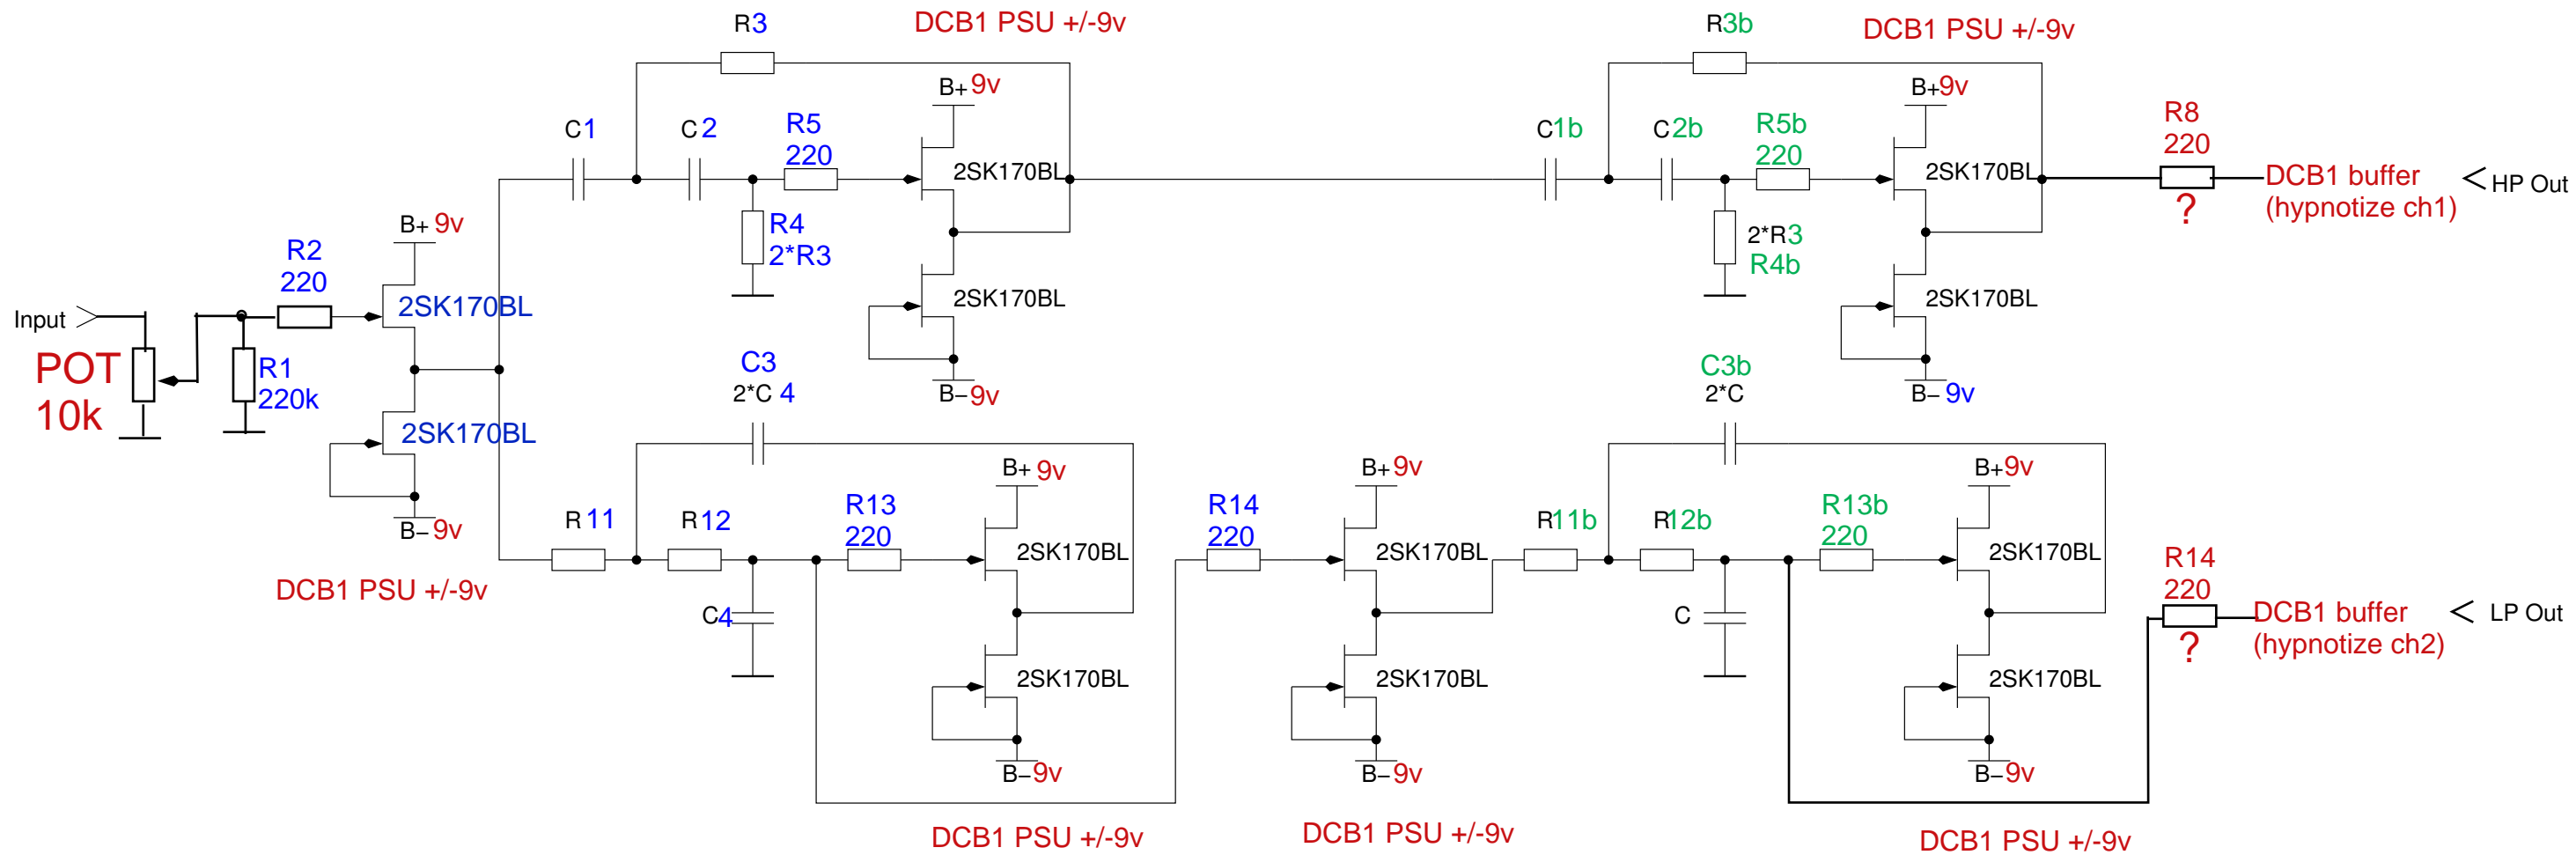 R3
DCB1 PSU +/-9v
R3b
DCB1 PSU +/-9v
B+ 9v
B+9v
C1
C 2
R5
220
2SK170BL
C1b
C 2b
R5b
220
2SK170BL
R8
220
?
DCB1 buffer
(hypnotize ch1)
HP Out
R4
2*R3
2*R3
R4b
B+ 9v
R2
220
2SK170BL
2SK170BL
2SK170BL
Input
POT
10k
R1
220k
C3
2*C 4
B-9v
C3b
2*C
B- 9v
2SK170BL
B-9v
DCB1 PSU +/-9v
B+ 9v
B+9v
B+9v
R 11
R 12
R13
220
2SK170BL
R14
220
2SK170BL
R11b
R12b
R13b
220
2SK170BL
R14
220
?
DCB1 buffer
(hypnotize ch2)
LP Out
C4
C
2SK170BL
2SK170BL
2SK170BL
B-9v
B-9v
B-9v
DCB1 PSU +/-9v
DCB1 PSU +/-9v
DCB1 PSU +/-9v